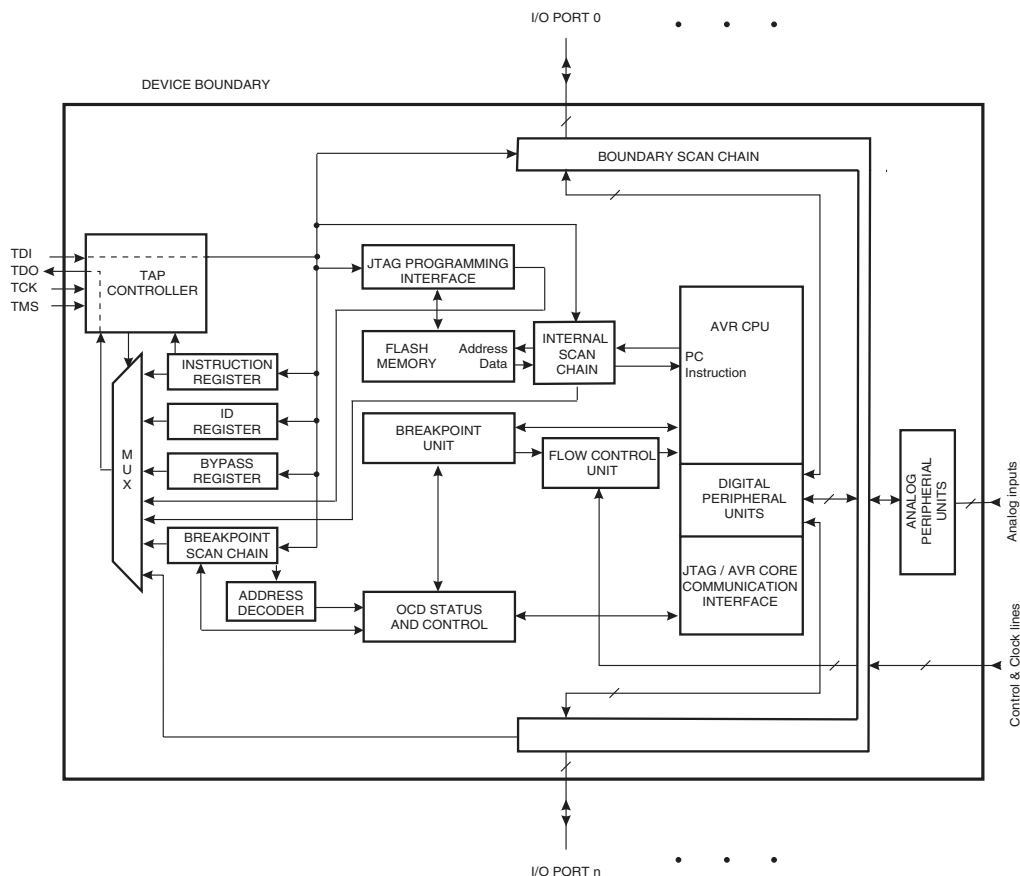 I/O PORT 0
DEVICE BOUNDARY
BOUNDARY SCAN CHAIN
TDI
TDO
TCK
TMS
TAP
CONTROLLER
JTAG PROGRAMMING
INTERFACE
FLASH
MEMORY
Address
Data
INTERNAL
SCAN
CHAIN
AVR CPU
PC
Instruction
INSTRUCTION
REGISTER
ID
REGISTER
BYPASS
REGISTER
MUX
BREAKPOINT
UNIT
FLOW CONTROL
UNIT
DIGITAL
PERIPHERAL
UNITS
ANALOG
PERIPHERIAL
UNITS
Analog inputs
BREAKPOINT
SCAN CHAIN
ADDRESS
DECODER
OCD STATUS
AND CONTROL
JTAG / AVR CORE
COMMUNICATION
INTERFACE
Control & Clock lines
I/O PORT n